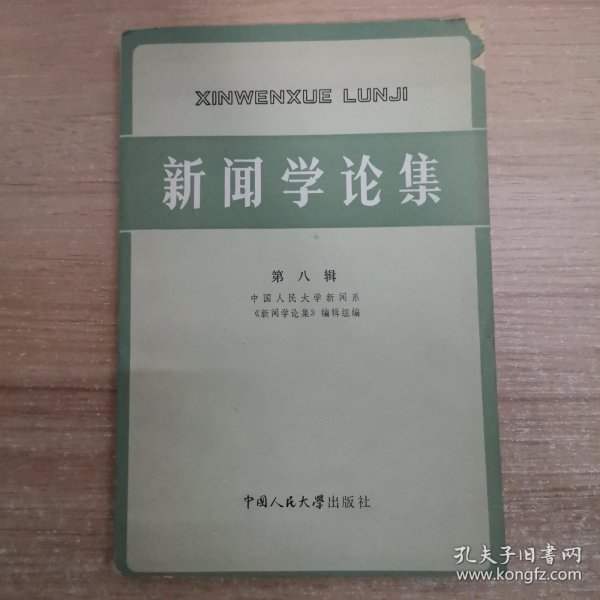 XINWENXUE LUNJI
新闻学论集
第八辑
中国人民大学新闻系
《新闻学论集》编辑组编
中国人民大学出版社
孔夫子旧书网
www.kongfz.com